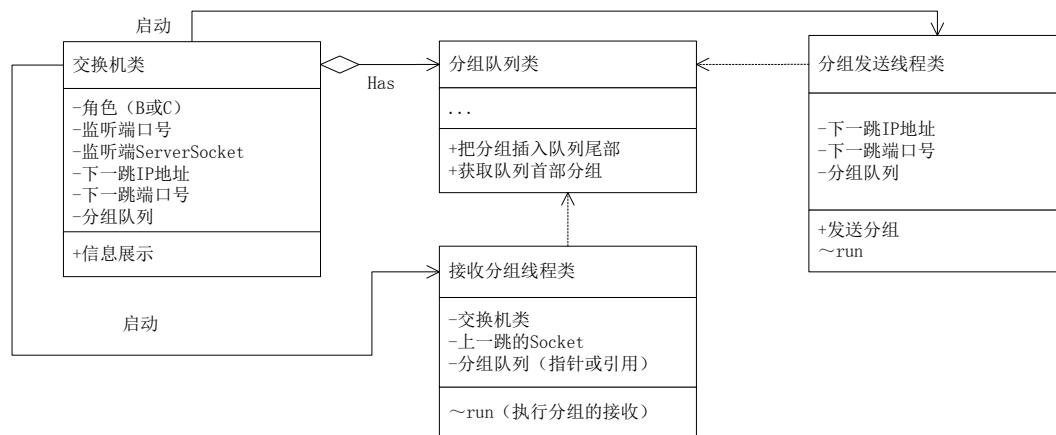 启动
交换机类
-角色（B或C）
-监听端口号
-监听端ServerSocket
-下一跳IP地址
-下一跳端口号
-分组队列
+信息展示
Has
分组队列类
...
+把分组插入队列尾部
+获取队列首部分组
分组发送线程类
-下一跳IP地址
-下一跳端口号
-分组队列
+发送分组
～run
启动
接收分组线程类
-交换机类
-上一跳的Socket
-分组队列（指针或引用）
～run（执行分组的接收）